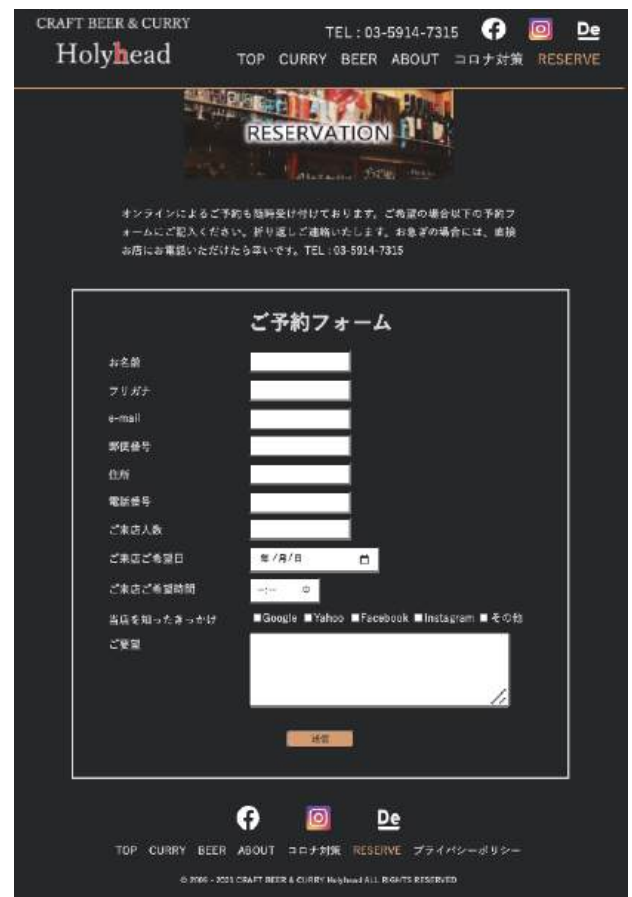 CRAFT BEER & CURRY
Holyhead
TEL : 03-5914-7315
De
TOP CURRY BEER ABOUT コロナ対策 RESERVE
RESERVATION
オンラインによるご予約も随時受け付けております。ご希望の場合以下の予約フ
ォームにご記入ください。折り返しご連絡いたします。お急ぎの場合には、直接
お店にお電話いただけたら幸いです。TEL : 03-5914-7315
ご予約フォーム
お名前
フリガナ
e-mail
郵便番号
住所
電話番号
ご来店人数
ご来店ご希望日 年 /月/日
ご来店ご希望時間 --:--
当店を知ったきっかけ Google Yahoo Facebook Instagram その他
ご要望
送信
De
TOP CURRY BEER ABOUT コロナ対策 RESERVE プライバシーポリシー
© 2006 - 2021 CRAFT BEER & CURRY Holyhead ALL RIGHTS RESERVED